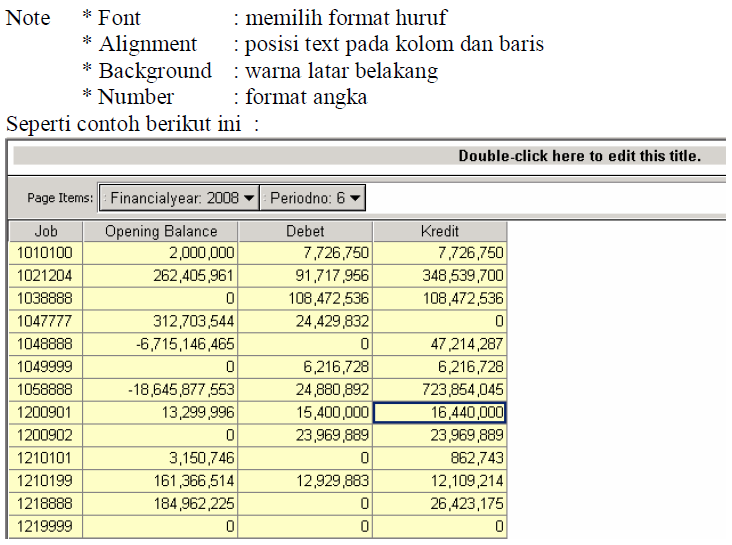 Note * Font : memilih format huruf
* Alignment : posisi text pada kolom dan baris
* Background : warna latar belakang
* Number : format angka
Seperti contoh berikut ini :
Double-click here to edit this title.
Page Items: Financialyear: 2008 Periodno: 6
Job Opening Balance Debet Kredit
1010100 2,000,000 7,726,750 7,726,750
1021204 262,405,961 91,717,956 348,539,700
1038888 0 108,472,536 108,472,536
1047777 312,703,544 24,429,832 0
1048888 -6,715,146,465 0 47,214,287
1049999 0 6,216,728 6,216,728
1058888 -18,645,877,553 24,880,892 723,854,045
1200901 13,299,996 15,400,000 16,440,000
1200902 0 23,969,889 23,969,889
1210101 3,150,746 0 862,743
1210199 161,366,514 12,929,883 12,109,214
1218888 184,962,225 0 26,423,175
1219999 0 0 0